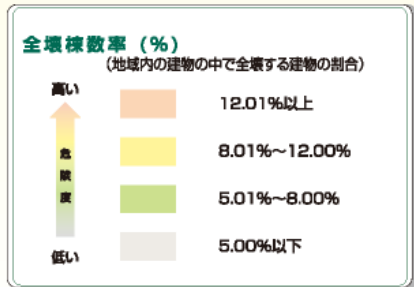 全壊棟数率（%）
（地域内の建物の中で全壊する建物の割合）
高い
12.01%以上
危険度
8.01%～12.00%
5.01%～8.00%
低い
5.00%以下